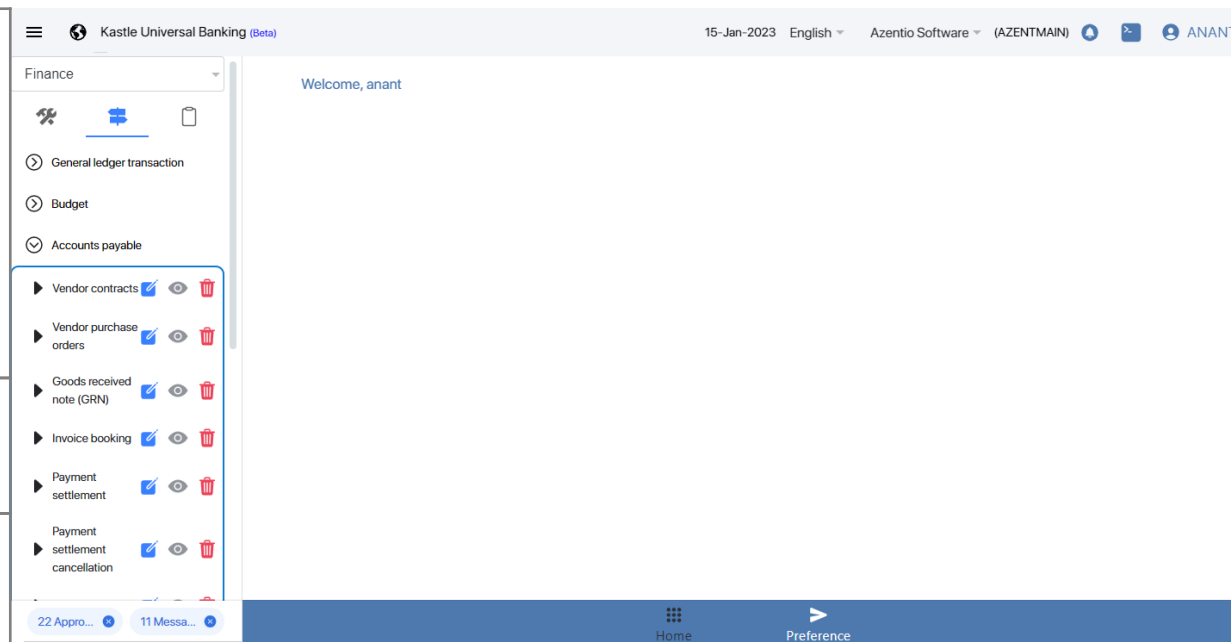 Kastle Universal Banking (Beta)
15-Jan-2023 English Azentio Software (AZENTMAIN) ANANT
Finance
Welcome, anant
General ledger transaction
Budget
Accounts payable
Vendor contracts
Vendor purchase
orders
Goods received
note (GRN)
Invoice booking
Payment
settlement
Payment
settlement
cancellation
22 Appro...
11 Messa...
Home
Preference